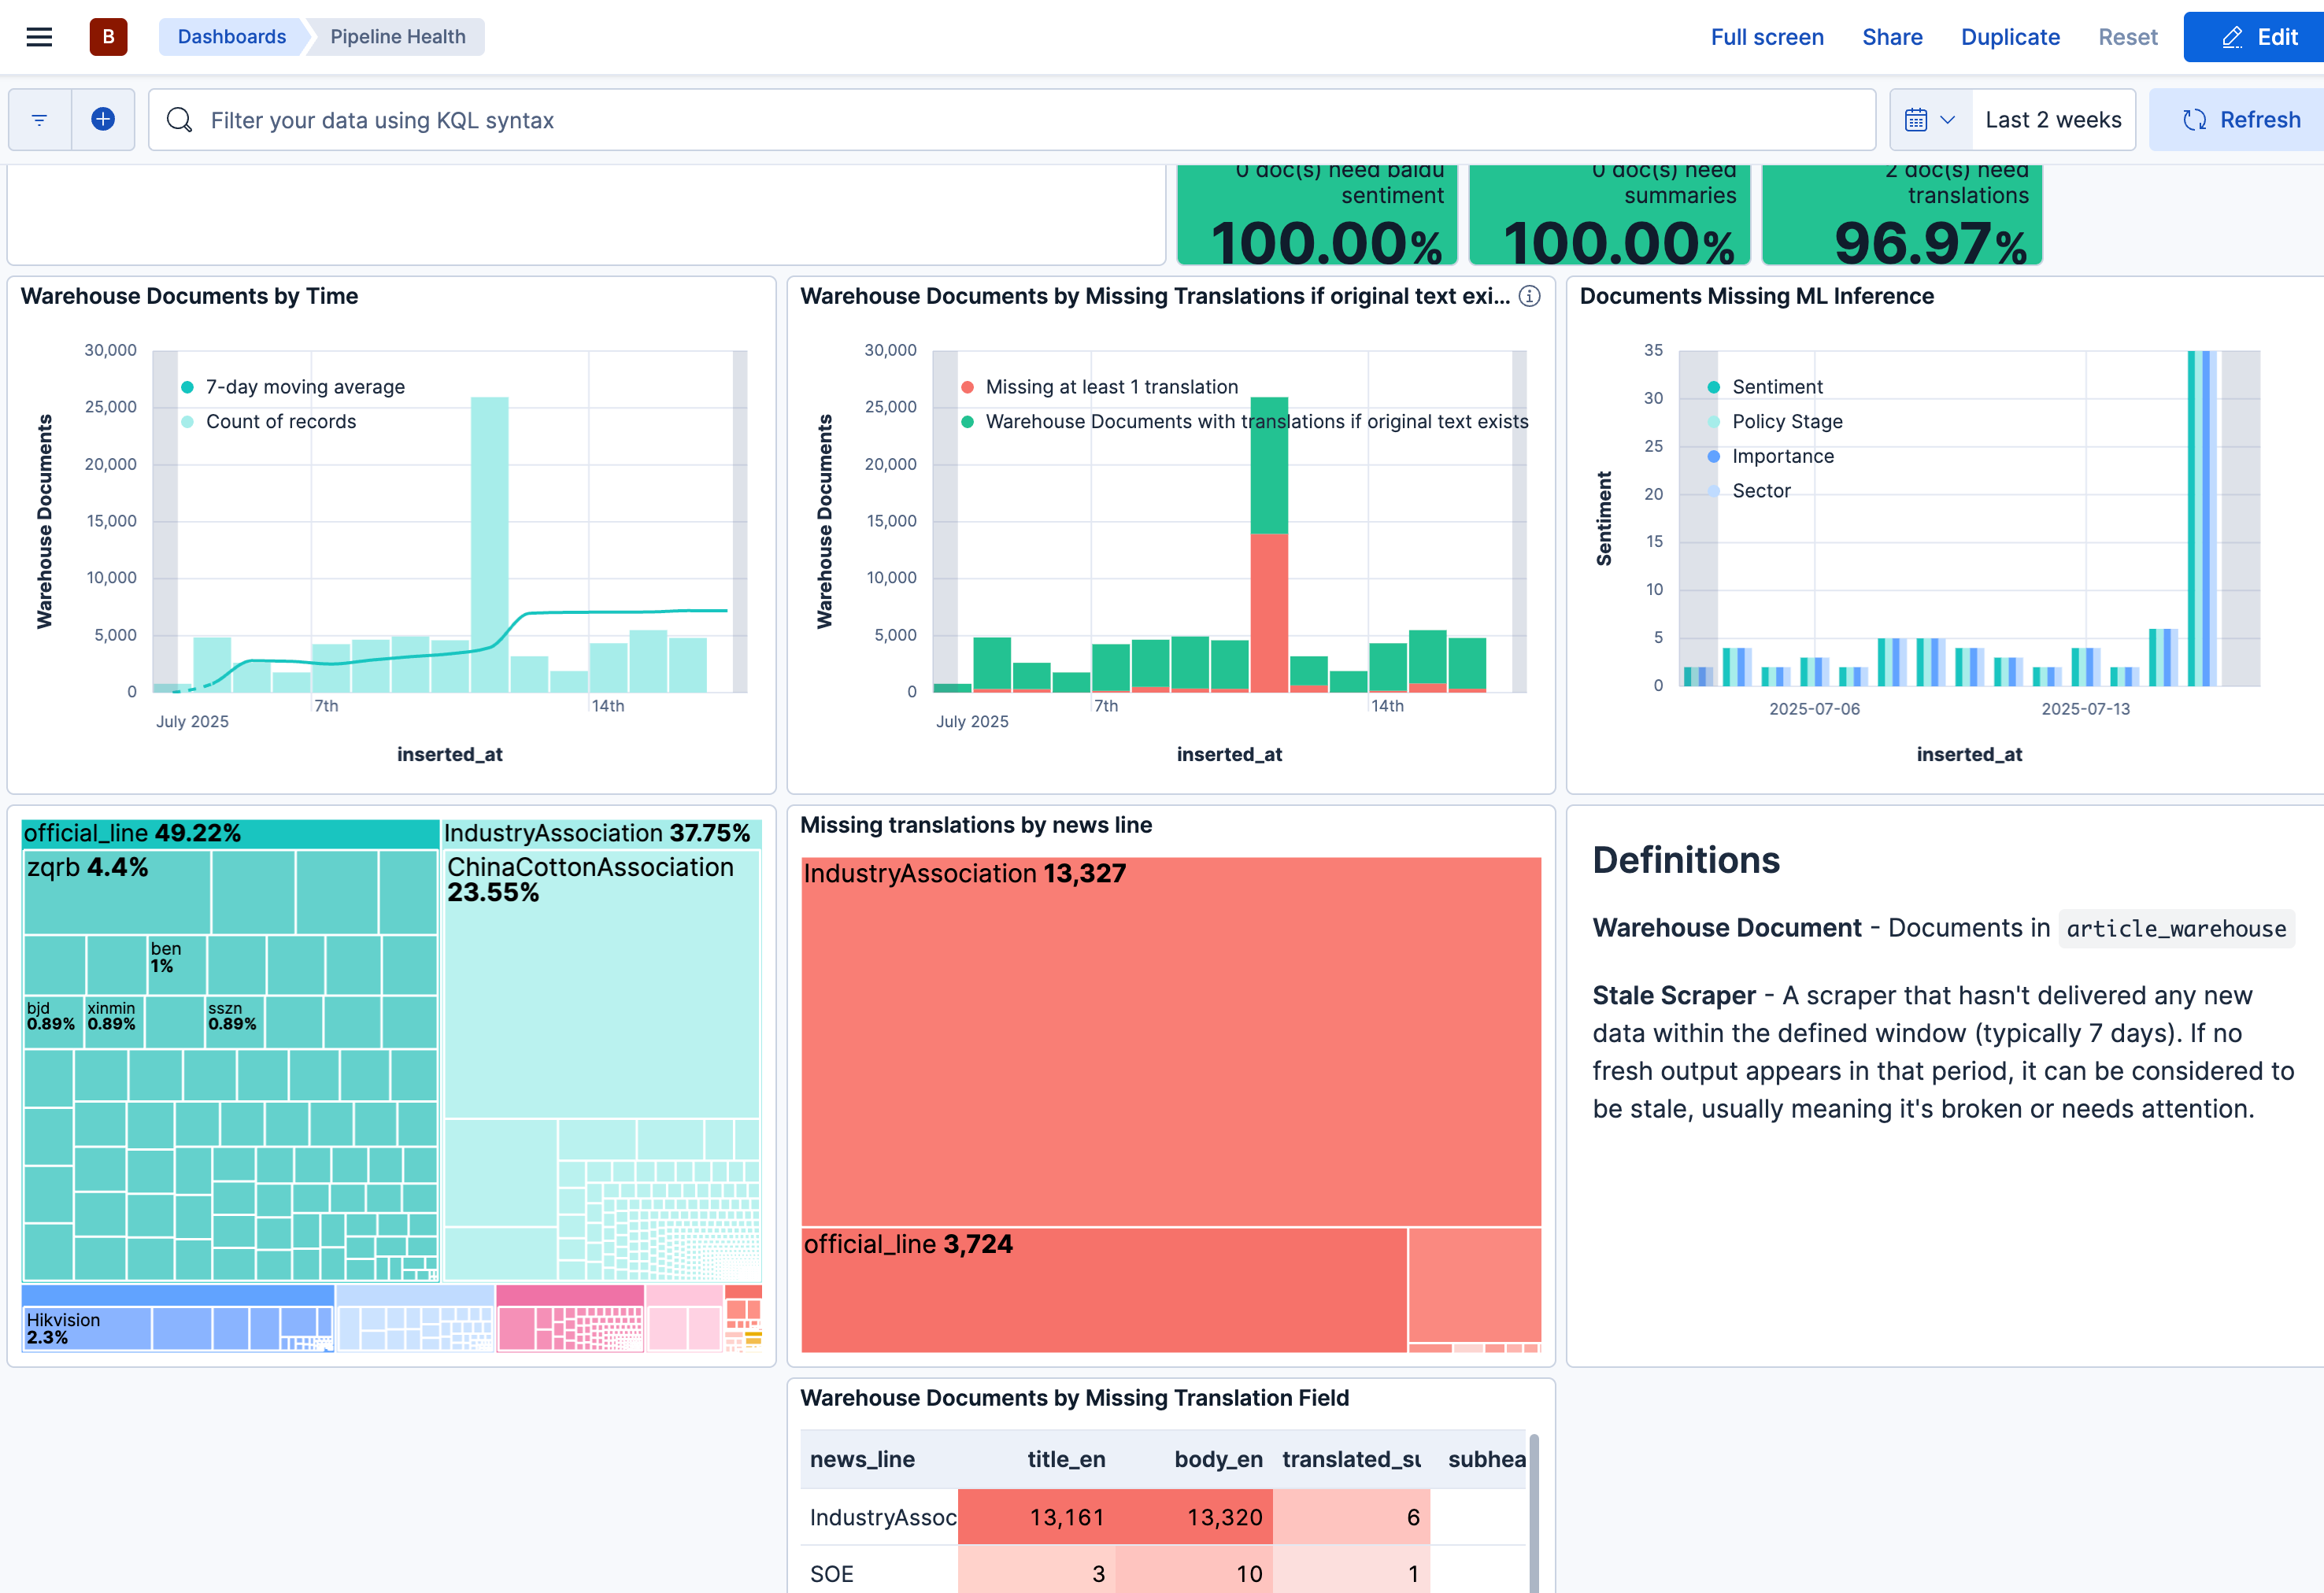 B
Dashboards
Pipeline Health
Full screen
Share
Duplicate
Reset
Edit
Filter your data using KQL syntax
Last 2 weeks
Refresh
0 doc(s) need baidu
sentiment
100.00%
0 doc(s) need
summaries
100.00%
2 doc(s) need
translations
96.97%
Warehouse Documents by Time
30,000
25,000
20,000
15,000
10,000
5,000
0
Warehouse Documents
7-day moving average
Count of records
7th
14th
July 2025
inserted_at
Warehouse Documents by Missing Translations if original text exi...
30,000
25,000
20,000
15,000
10,000
5,000
0
Warehouse Documents
Missing at least 1 translation
Warehouse Documents with translations if original text exists
7th
14th
July 2025
inserted_at
Documents Missing ML Inference
35
30
25
20
15
10
5
0
Sentiment
Sentiment
Policy Stage
Importance
Sector
2025-07-06
2025-07-13
inserted_at
official_line 49.22%
zqrb 4.4%
ben
1%
bjd
0.89%
xinmin
0.89%
sszn
0.89%
IndustryAssociation 37.75%
ChinaCottonAssociation
23.55%
Hikvision
2.3%
Missing translations by news line
IndustryAssociation 13,327
official_line 3,724
Definitions
Warehouse Document - Documents in article_warehouse
Stale Scraper - A scraper that hasn't delivered any new
data within the defined window (typically 7 days). If no
fresh output appears in that period, it can be considered to
be stale, usually meaning it's broken or needs attention.
Warehouse Documents by Missing Translation Field
news_line title_en body_en translated_su subhea
IndustryAssoc 13,161 13,320 6
SOE 3 10 1